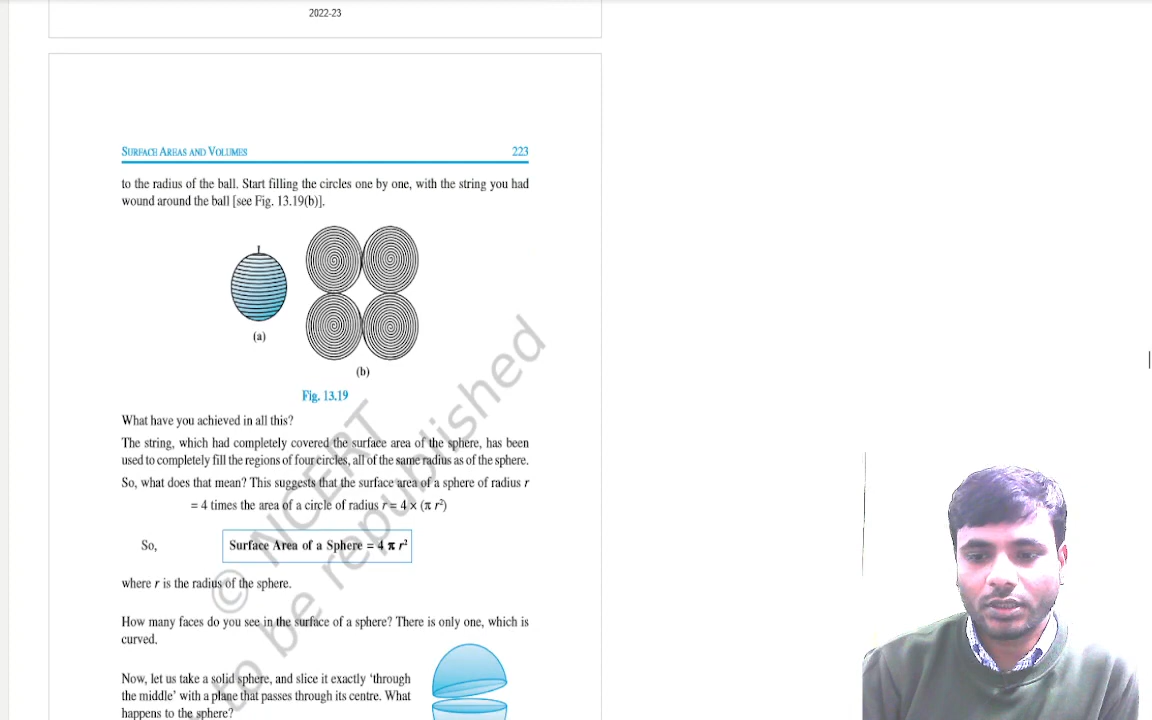 2022-23
SURFACE AREAS AND VOLUMES 223
to the radius of the ball. Start filling the circles one by one, with the string you had
wound around the ball [see Fig. 13.19(b)].
(a)
(b)
Fig. 13.19
What have you achieved in all this?
The string, which had completely covered the surface area of the sphere, has been
used to completely fill the regions of four circles, all of the same radius as of the sphere.
So, what does that mean? This suggests that the surface area of a sphere of radius r
= 4 times the area of a circle of radius r = 4 × (π r²)
So, Surface Area of a Sphere = 4 π r²
where r is the radius of the sphere.
How many faces do you see in the surface of a sphere? There is only one, which is
curved.
Now, let us take a solid sphere, and slice it exactly ‘through
the middle’ with a plane that passes through its centre. What
happens to the sphere?
© NCERT
to be republished